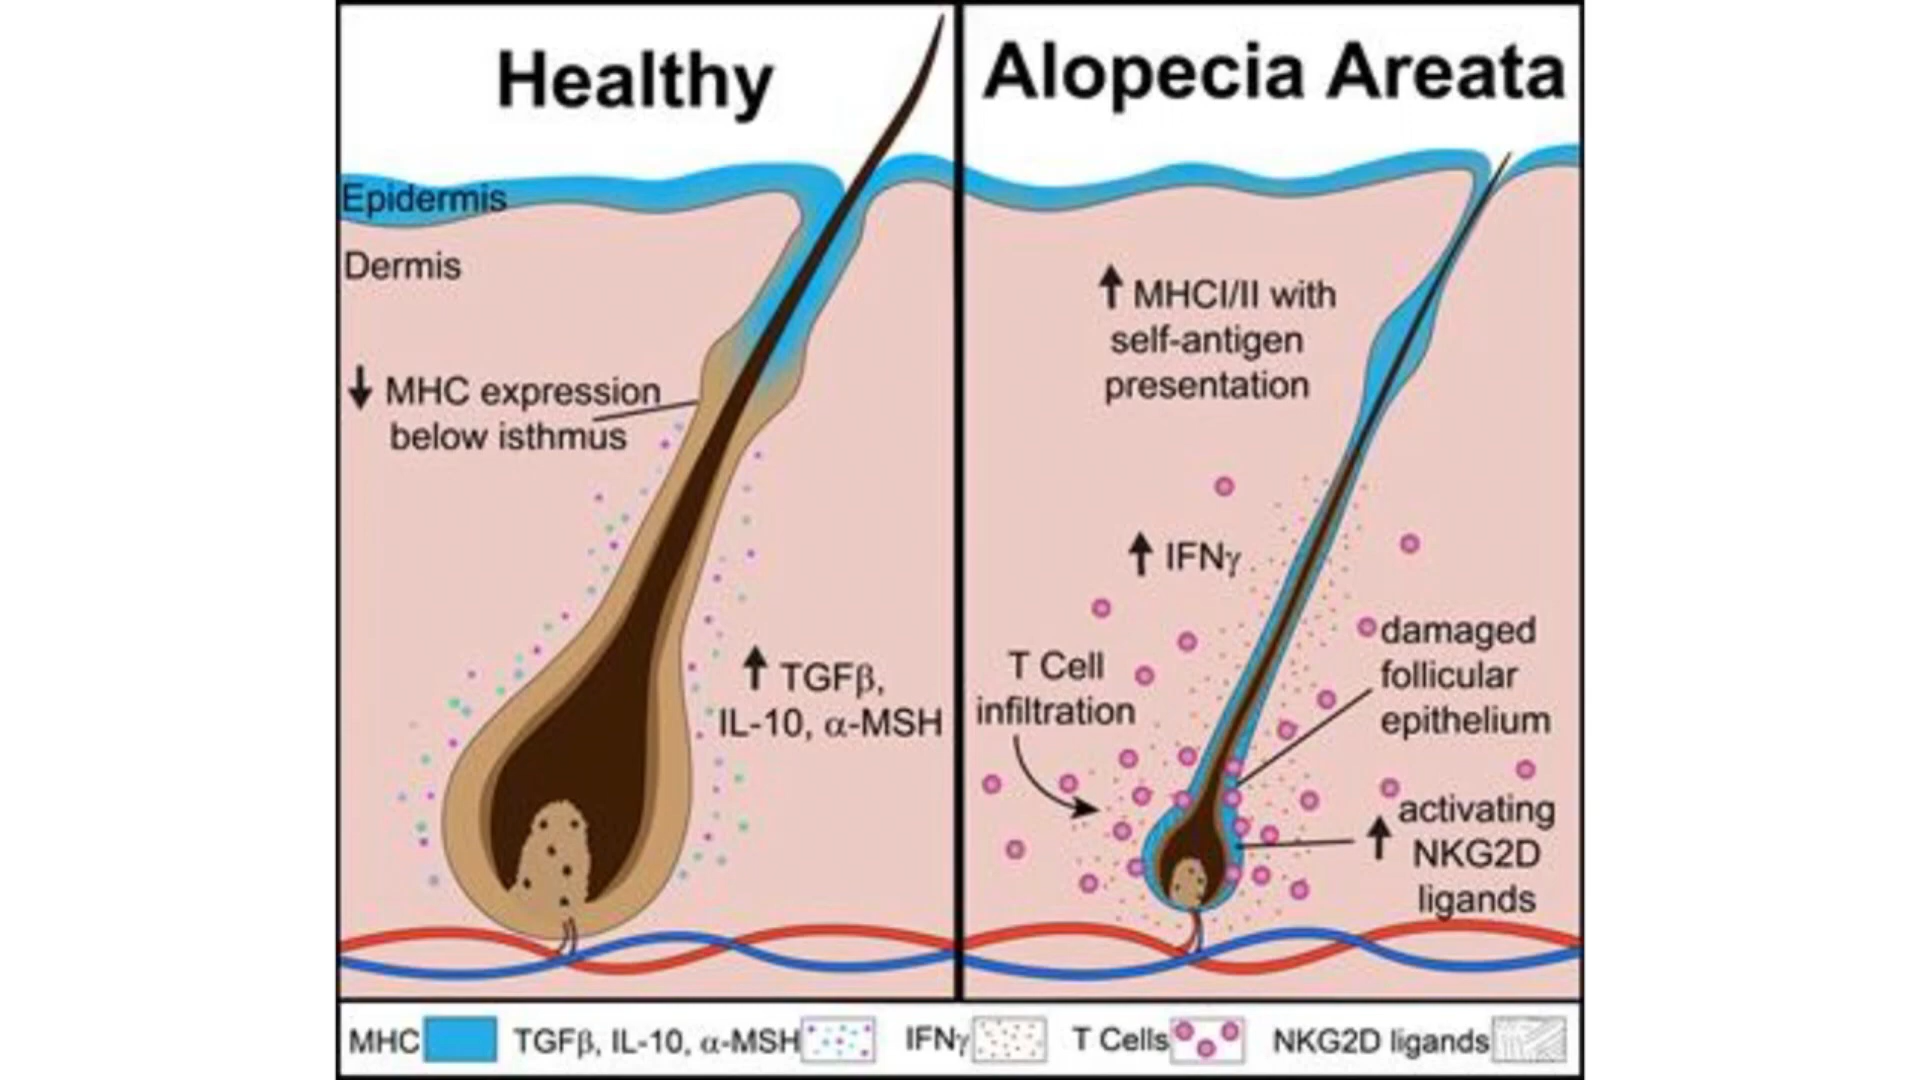 Healthy
Epidermis
Dermis
↓ MHC expression
below isthmus
↑ TGFβ,
IL-10, α-MSH
Alopecia Areata
↑ MHCI/II with
self-antigen
presentation
↑ IFNγ
T Cell
infiltration
damaged
follicular
epithelium
↑ activating
NKG2D
ligands
MHC TGFβ, IL-10, α-MSH IFNγ T Cells NKG2D ligands